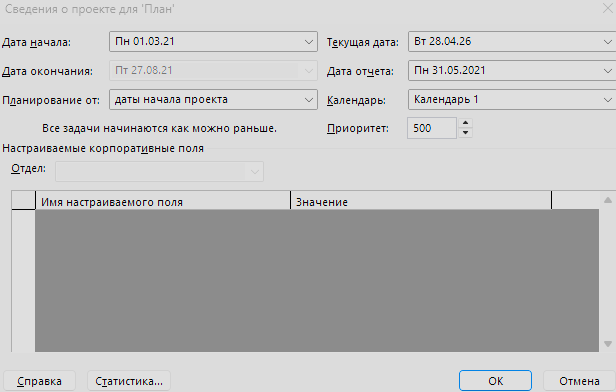 Сведения о проекте для 'План'
Дата начала: Пн 01.03.21 Текущая дата: Вт 28.04.26
Дата окончания: Пт 27.08.21 Дата отчета: Пн 31.05.2021
Планирование от: даты начала проекта Календарь: Календарь 1
Все задачи начинаются как можно раньше. Приоритет: 500
Настраиваемые корпоративные поля
Отдел:
Имя настраиваемого поля Значение
Справка Статистика... ОК Отмена